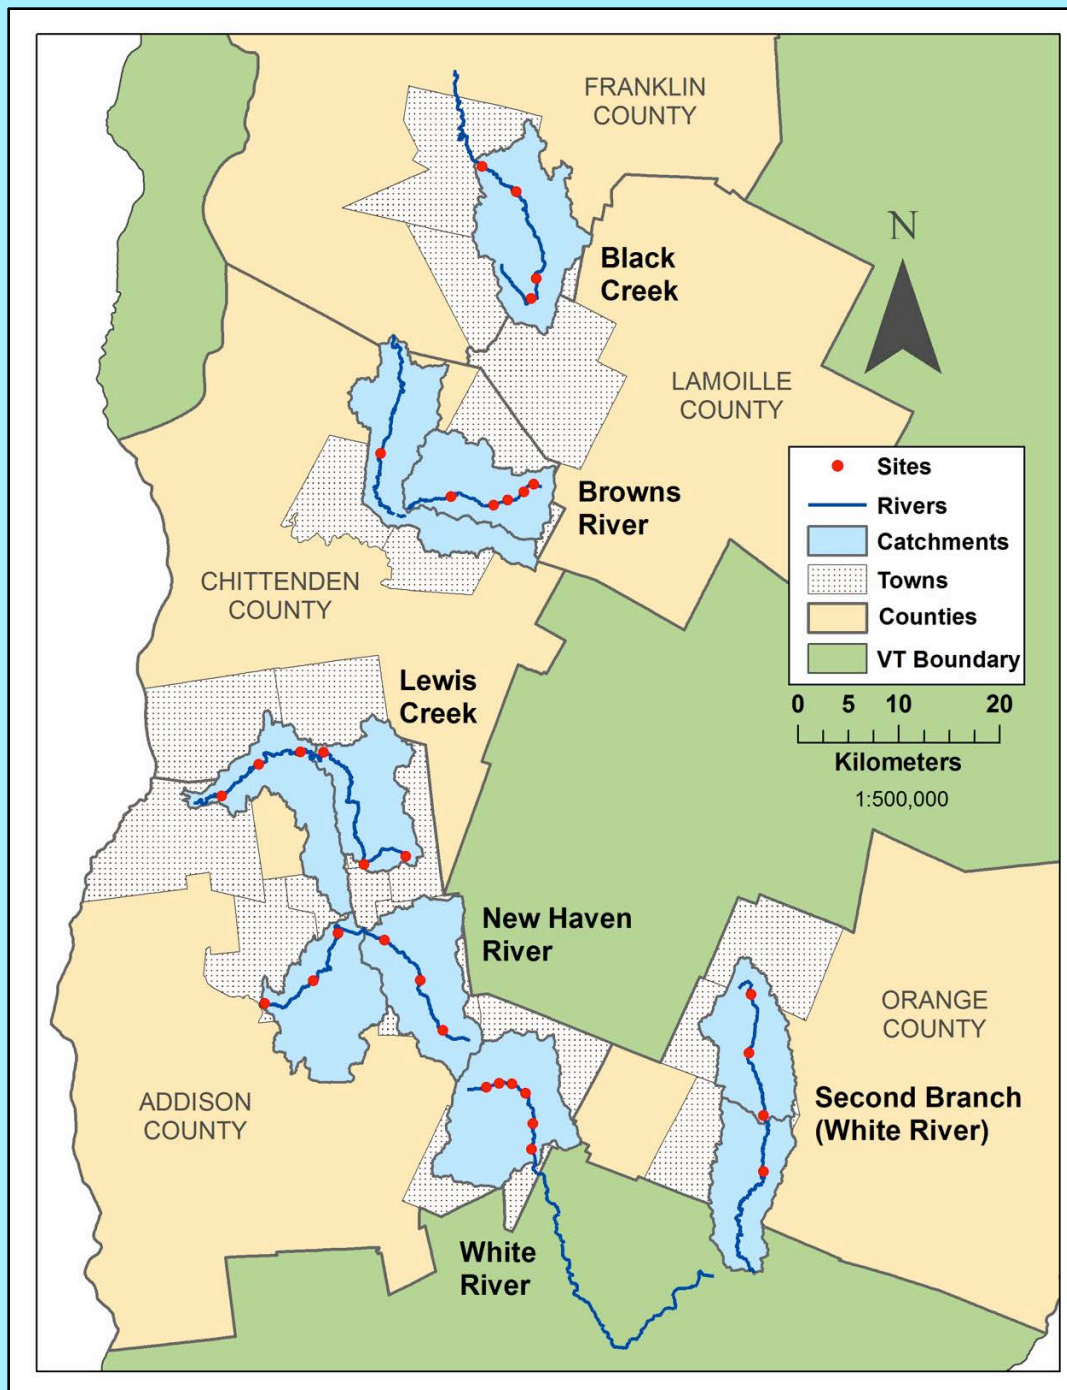 FRANKLIN
COUNTY
N
Black
Creek
LAMOILLE
COUNTY
Sites
Rivers
Catchments
Towns
Counties
VT Boundary
Browns
River
CHITTENDEN
COUNTY
Lewis
Creek
0 5 10 20
Kilometers
1:500,000
New Haven
River
ORANGE
COUNTY
ADDISON
COUNTY
Second Branch
(White River)
White
River